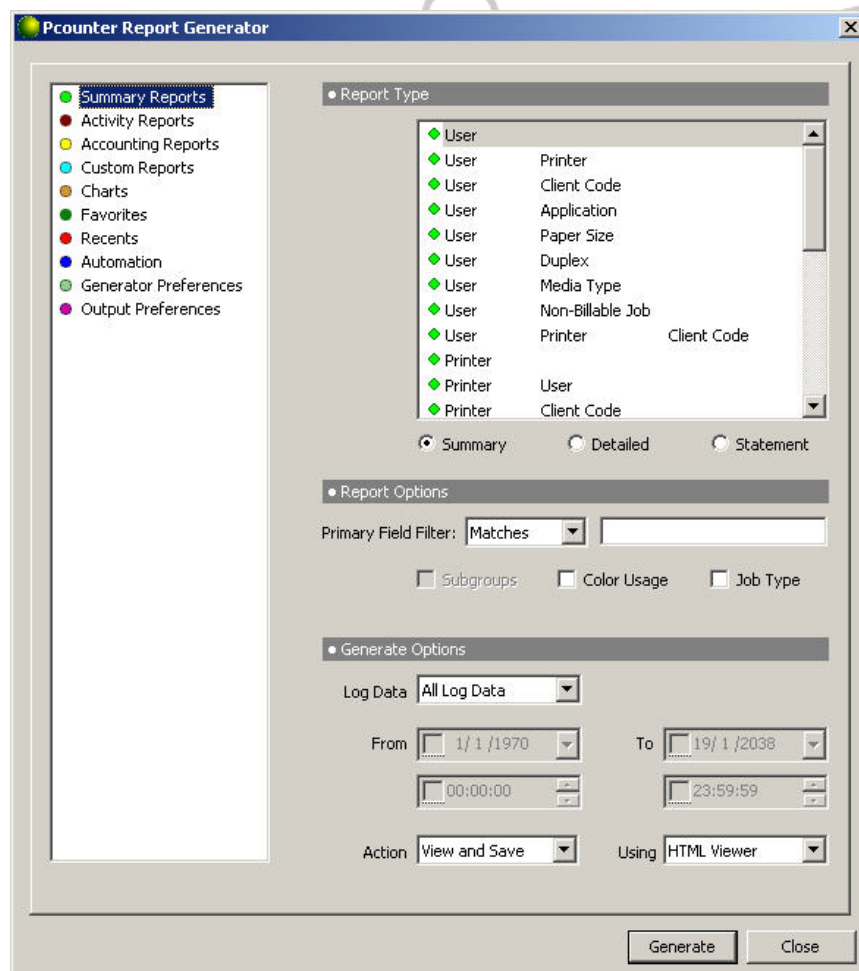 Pcounter Report Generator
Summary Reports
Activity Reports
Accounting Reports
Custom Reports
Charts
Favorites
Recents
Automation
Generator Preferences
Output Preferences
Report Type
User
User Printer
User Client Code
User Application
User Paper Size
User Duplex
User Media Type
User Non-Billable Job
User Printer Client Code
Printer
Printer User
Printer Client Code
Summary Detailed Statement
Report Options
Primary Field Filter: Matches
Subgroups Color Usage Job Type
Generate Options
Log Data All Log Data
From 1/ 1 /1970 To 19/ 1 /2038
00:00:00 23:59:59
Action View and Save Using HTML Viewer
Generate Close